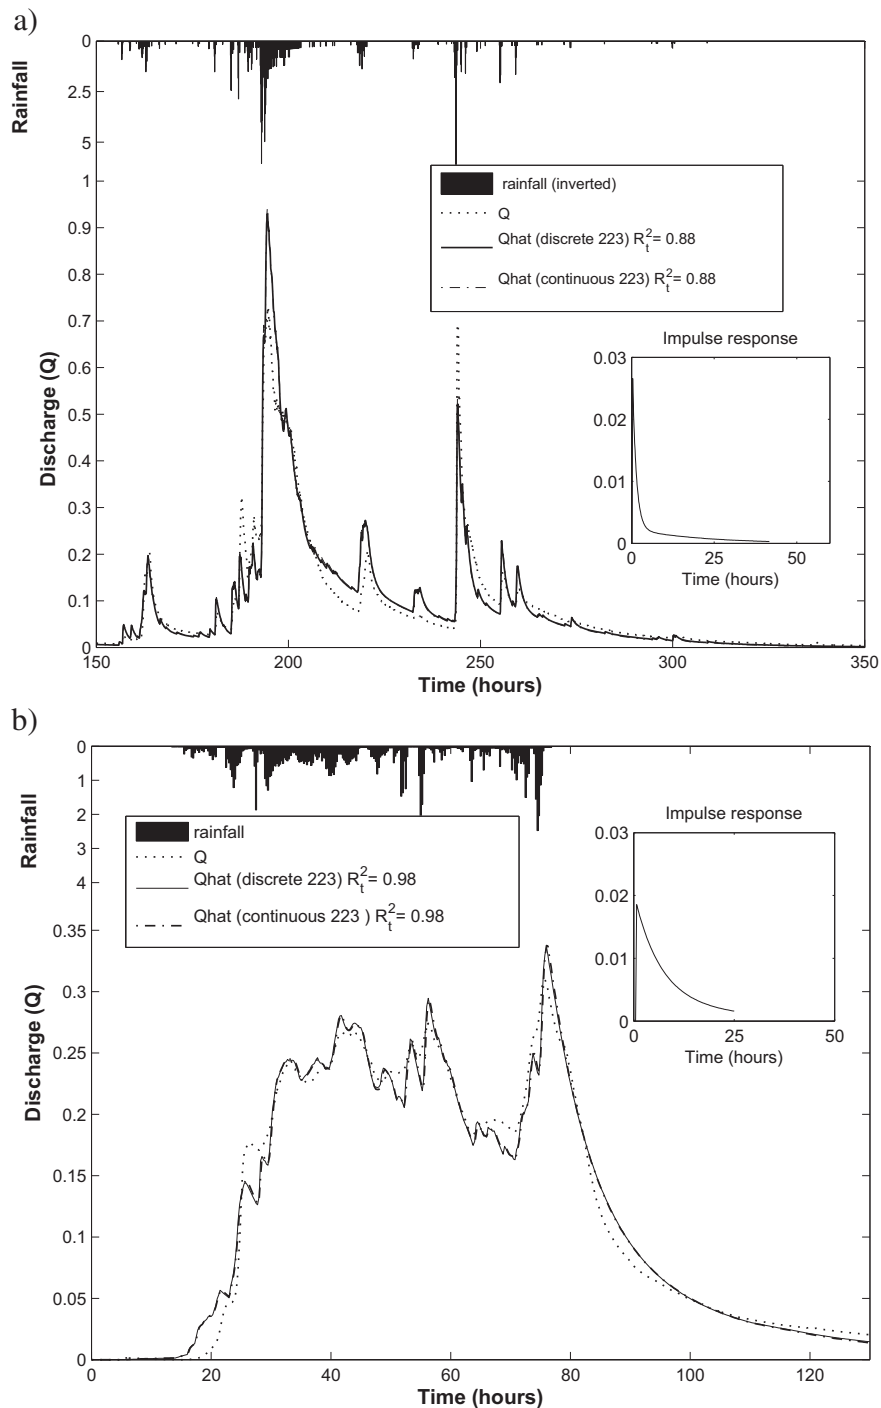 a)
Rainfall
0
2.5
5
1
0.9
0.8
0.7
0.6
0.5
0.4
0.3
0.2
0.1
0
Discharge (Q)
rainfall (inverted)
Q
Qhat (discrete 223) R_t^2= 0.88
Qhat (continuous 223) R_t^2= 0.88
Impulse response
0.03
0.02
0.01
0
0 25 50
Time (hours)
150 200 250 300 350
Time (hours)
b)
Rainfall
0
1
2
3
4
0.35
0.3
0.25
0.2
0.15
0.1
0.05
0
Discharge (Q)
rainfall
Q
Qhat (discrete 223) R_t^2= 0.98
Qhat (continuous 223 ) R_t^2= 0.98
Impulse response
0.03
0.02
0.01
0
0 25 50
Time (hours)
0 20 40 60 80 100 120
Time (hours)